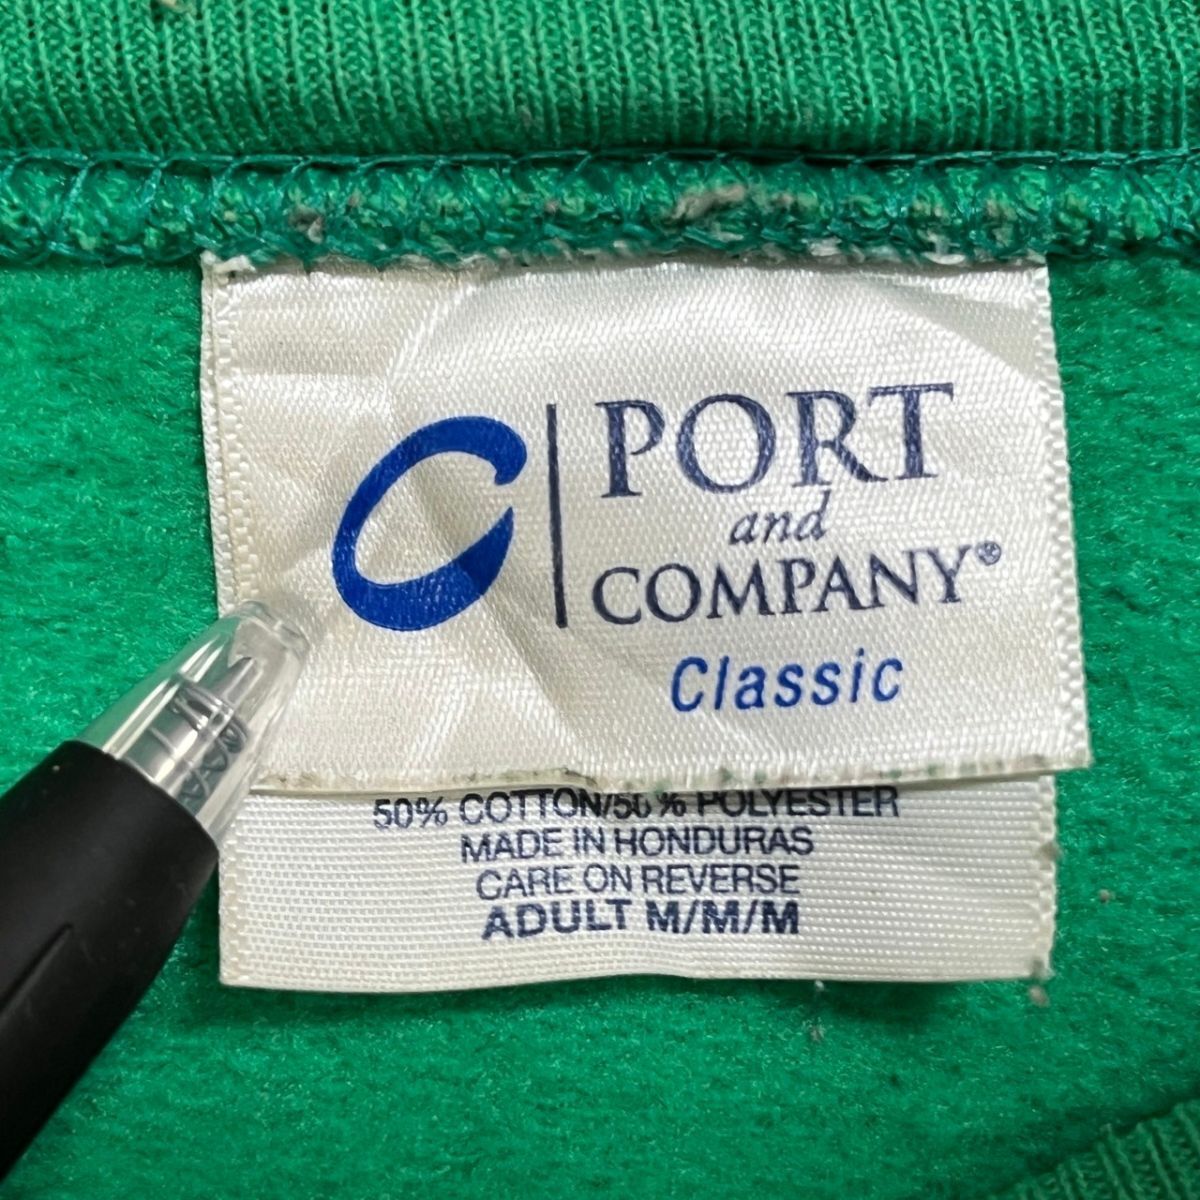 PORT
and
COMPANY®
Classic
50% COTTON/50% POLYESTER
MADE IN HONDURAS
CARE ON REVERSE
ADULT M/M/M